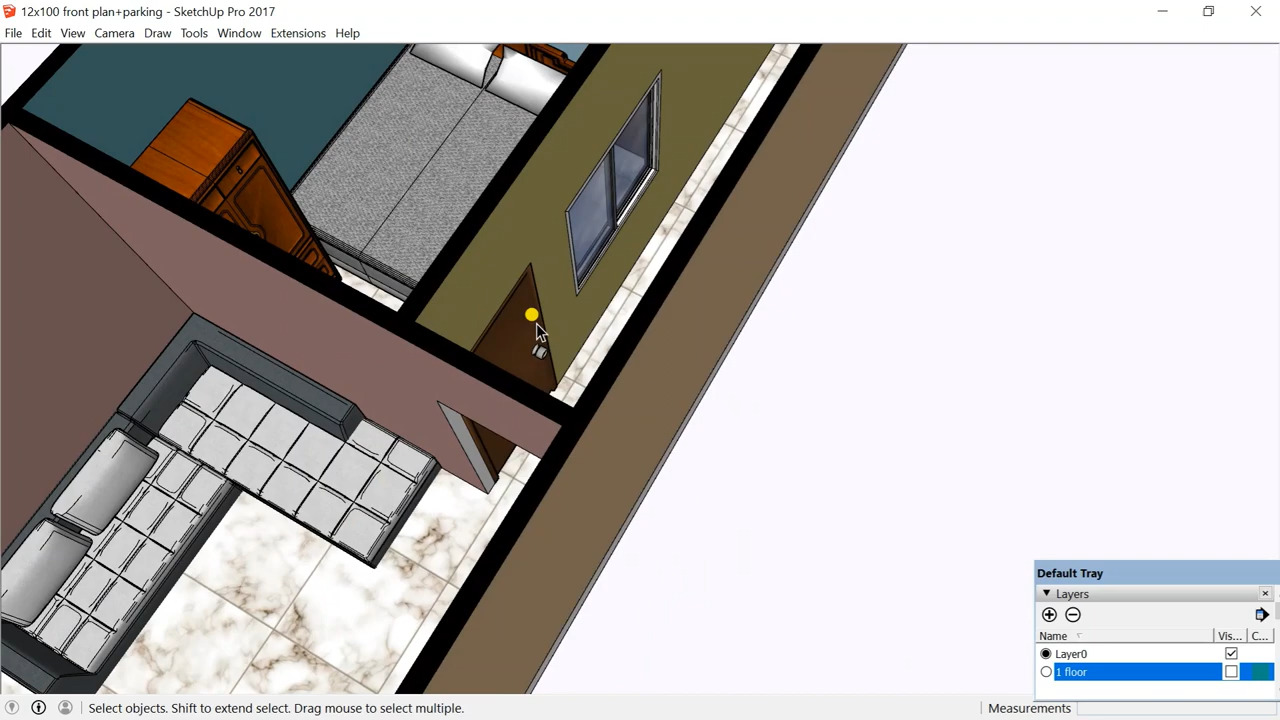 12x100 front plan+parking - SketchUp Pro 2017
File Edit View Camera Draw Tools Window Extensions Help
Default Tray
Layers
Name Vis... C...
Layer0
1 floor
Select objects. Shift to extend select. Drag mouse to select multiple. Measurements